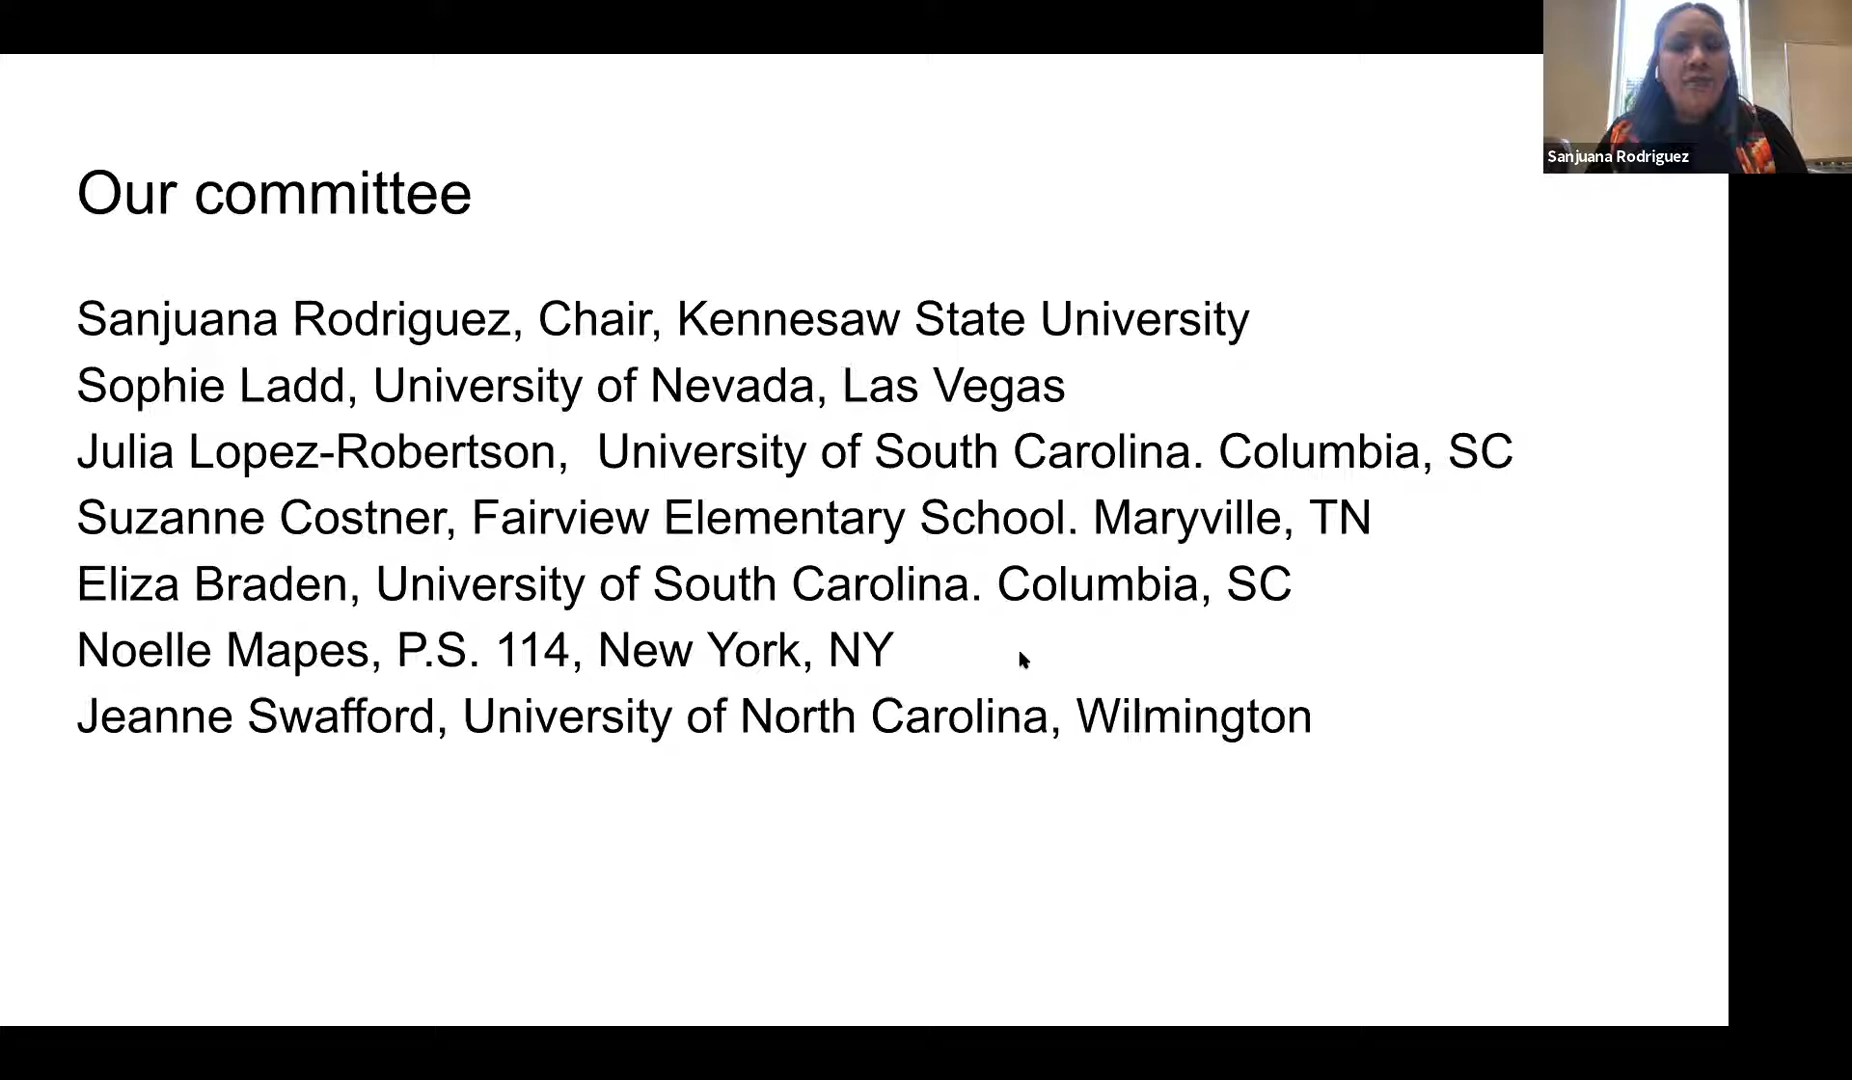 Sanjuana Rodriguez
Our committee
Sanjuana Rodriguez, Chair, Kennesaw State University
Sophie Ladd, University of Nevada, Las Vegas
Julia Lopez-Robertson,  University of South Carolina. Columbia, SC
Suzanne Costner, Fairview Elementary School. Maryville, TN
Eliza Braden, University of South Carolina. Columbia, SC
Noelle Mapes, P.S. 114, New York, NY
Jeanne Swafford, University of North Carolina, Wilmington